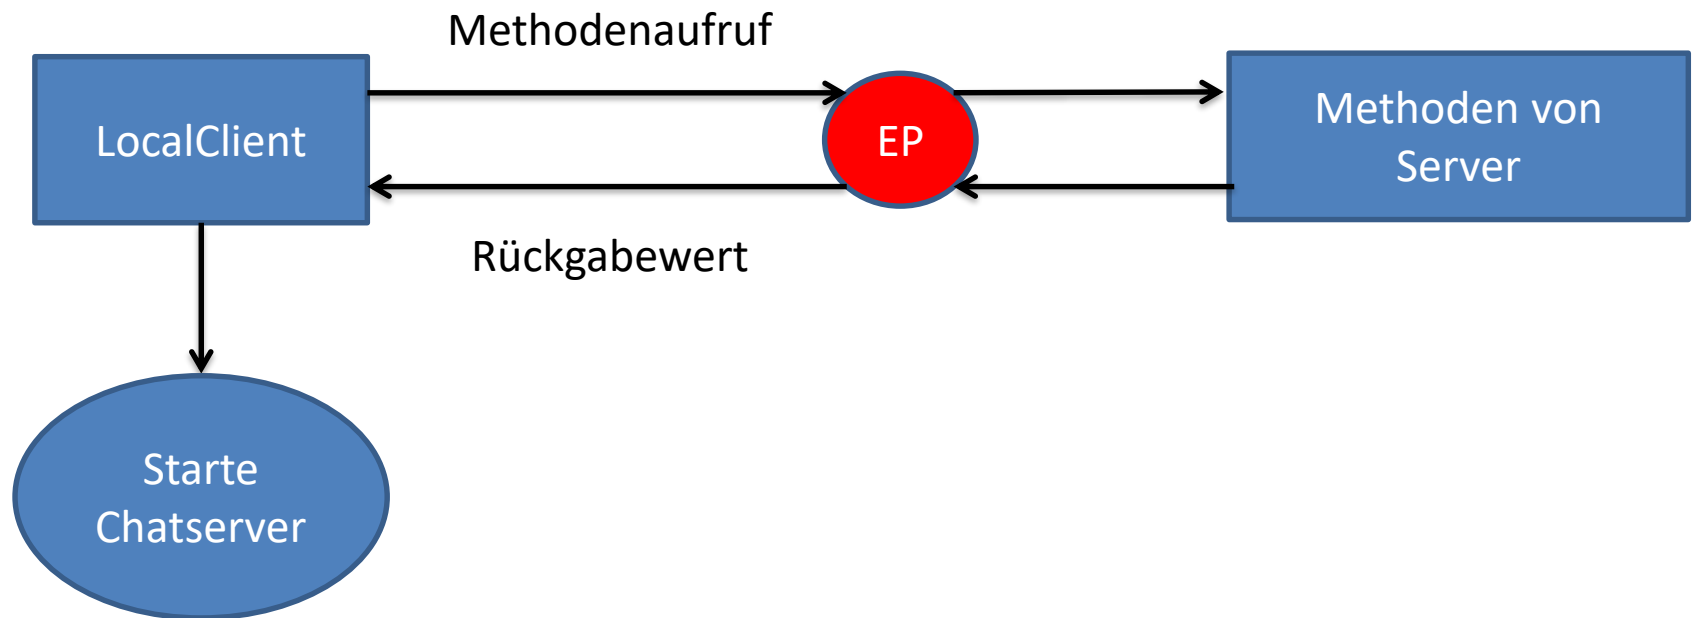 Methodenaufruf
LocalClient
EP
Methoden von
Server
Rückgabewert
Starte
Chatserver